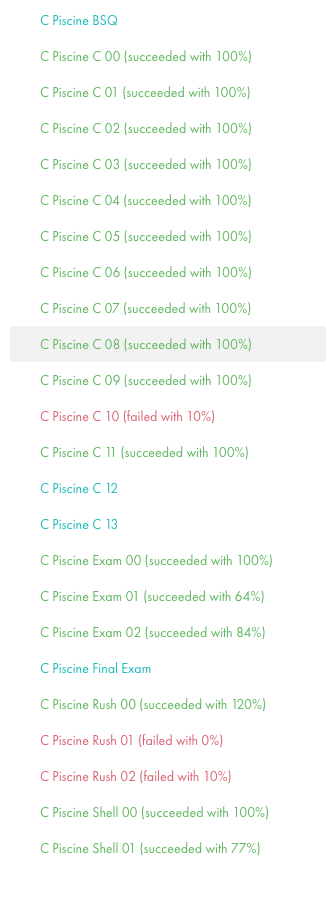 C Piscine BSQ
C Piscine C 00 (succeeded with 100%)
C Piscine C 01 (succeeded with 100%)
C Piscine C 02 (succeeded with 100%)
C Piscine C 03 (succeeded with 100%)
C Piscine C 04 (succeeded with 100%)
C Piscine C 05 (succeeded with 100%)
C Piscine C 06 (succeeded with 100%)
C Piscine C 07 (succeeded with 100%)
C Piscine C 08 (succeeded with 100%)
C Piscine C 09 (succeeded with 100%)
C Piscine C 10 (failed with 10%)
C Piscine C 11 (succeeded with 100%)
C Piscine C 12
C Piscine C 13
C Piscine Exam 00 (succeeded with 100%)
C Piscine Exam 01 (succeeded with 64%)
C Piscine Exam 02 (succeeded with 84%)
C Piscine Final Exam
C Piscine Rush 00 (succeeded with 120%)
C Piscine Rush 01 (failed with 0%)
C Piscine Rush 02 (failed with 10%)
C Piscine Shell 00 (succeeded with 100%)
C Piscine Shell 01 (succeeded with 77%)